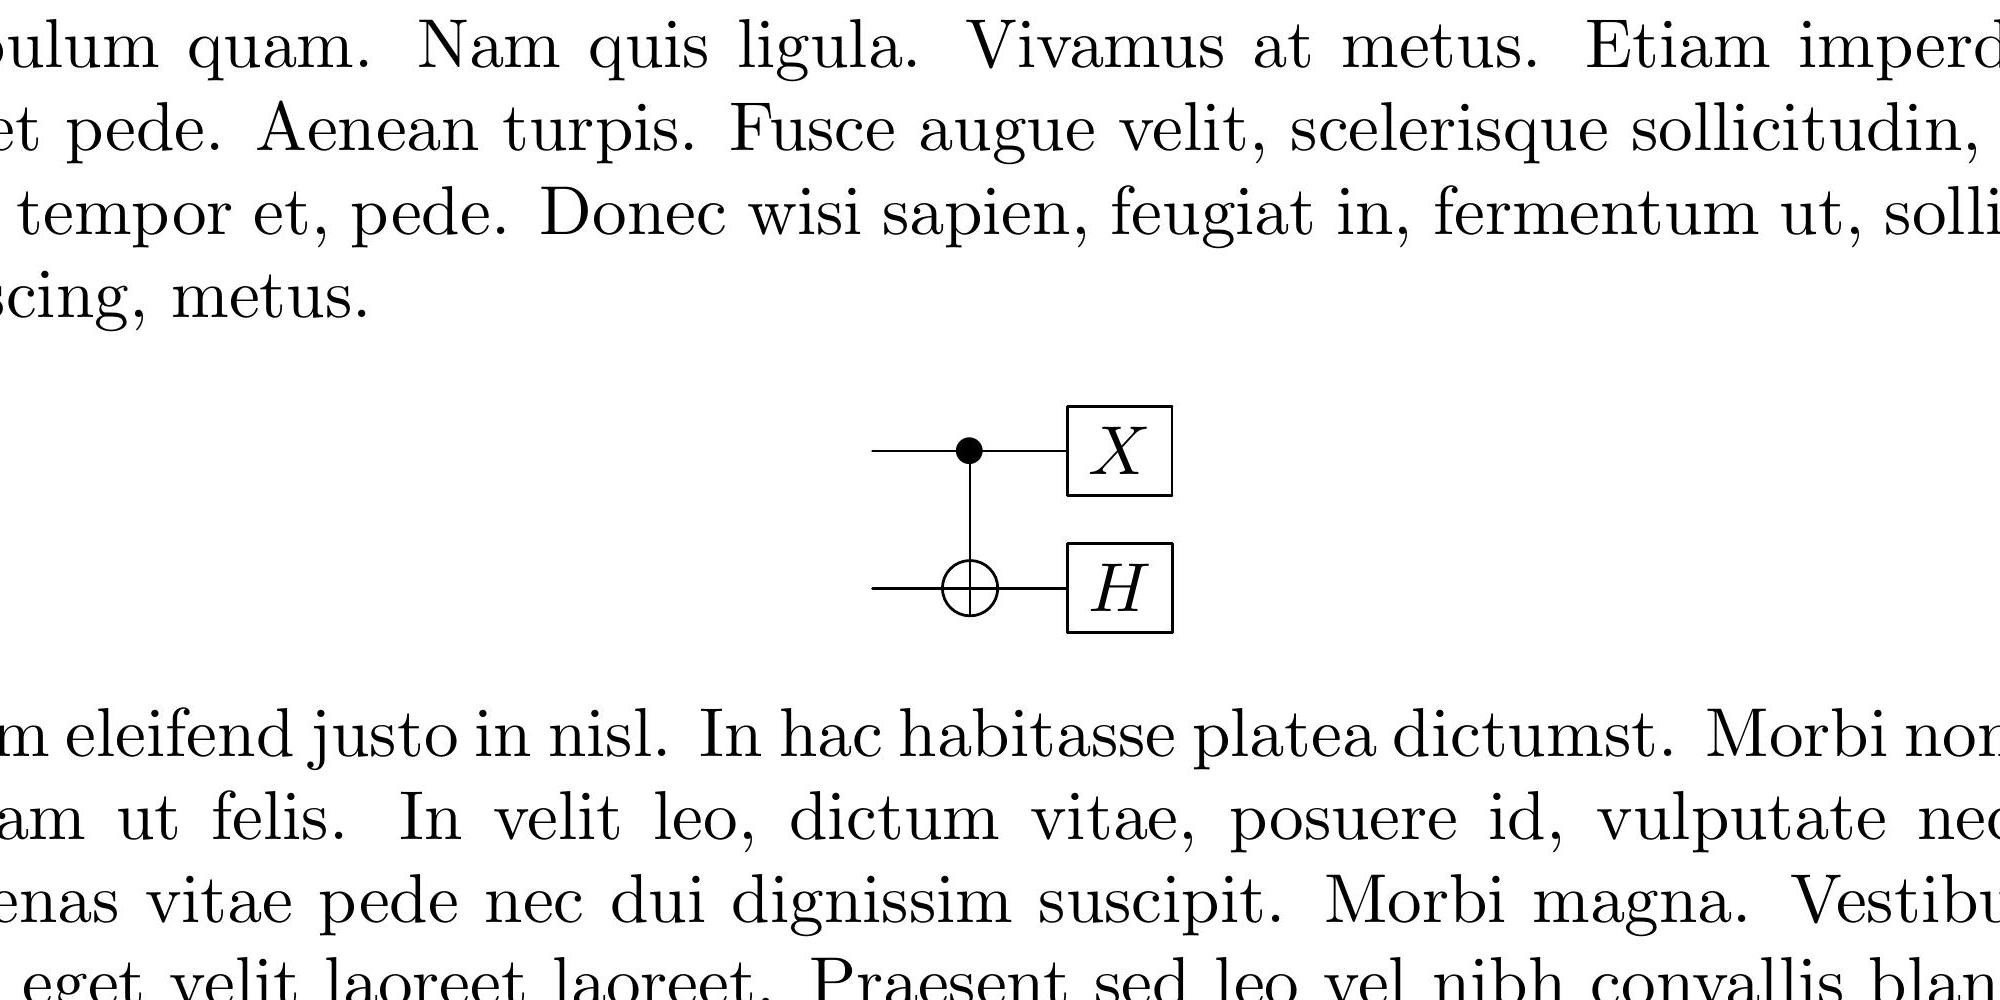 ulum quam. Nam quis ligula. Vivamus at metus. Etiam imperd
et pede. Aenean turpis. Fusce augue velit, scelerisque sollicitudin,
tempor et, pede. Donec wisi sapien, feugiat in, fermentum ut, solli
scing, metus.
X
H
m eleifend justo in nisl. In hac habitasse platea dictumst. Morbi non
am ut felis. In velit leo, dictum vitae, posuere id, vulputate nec
enas vitae pede nec dui dignissim suscipit. Morbi magna. Vestibu
eget velit laoreet laoreet. Praesent sed leo vel nibh convallis blan